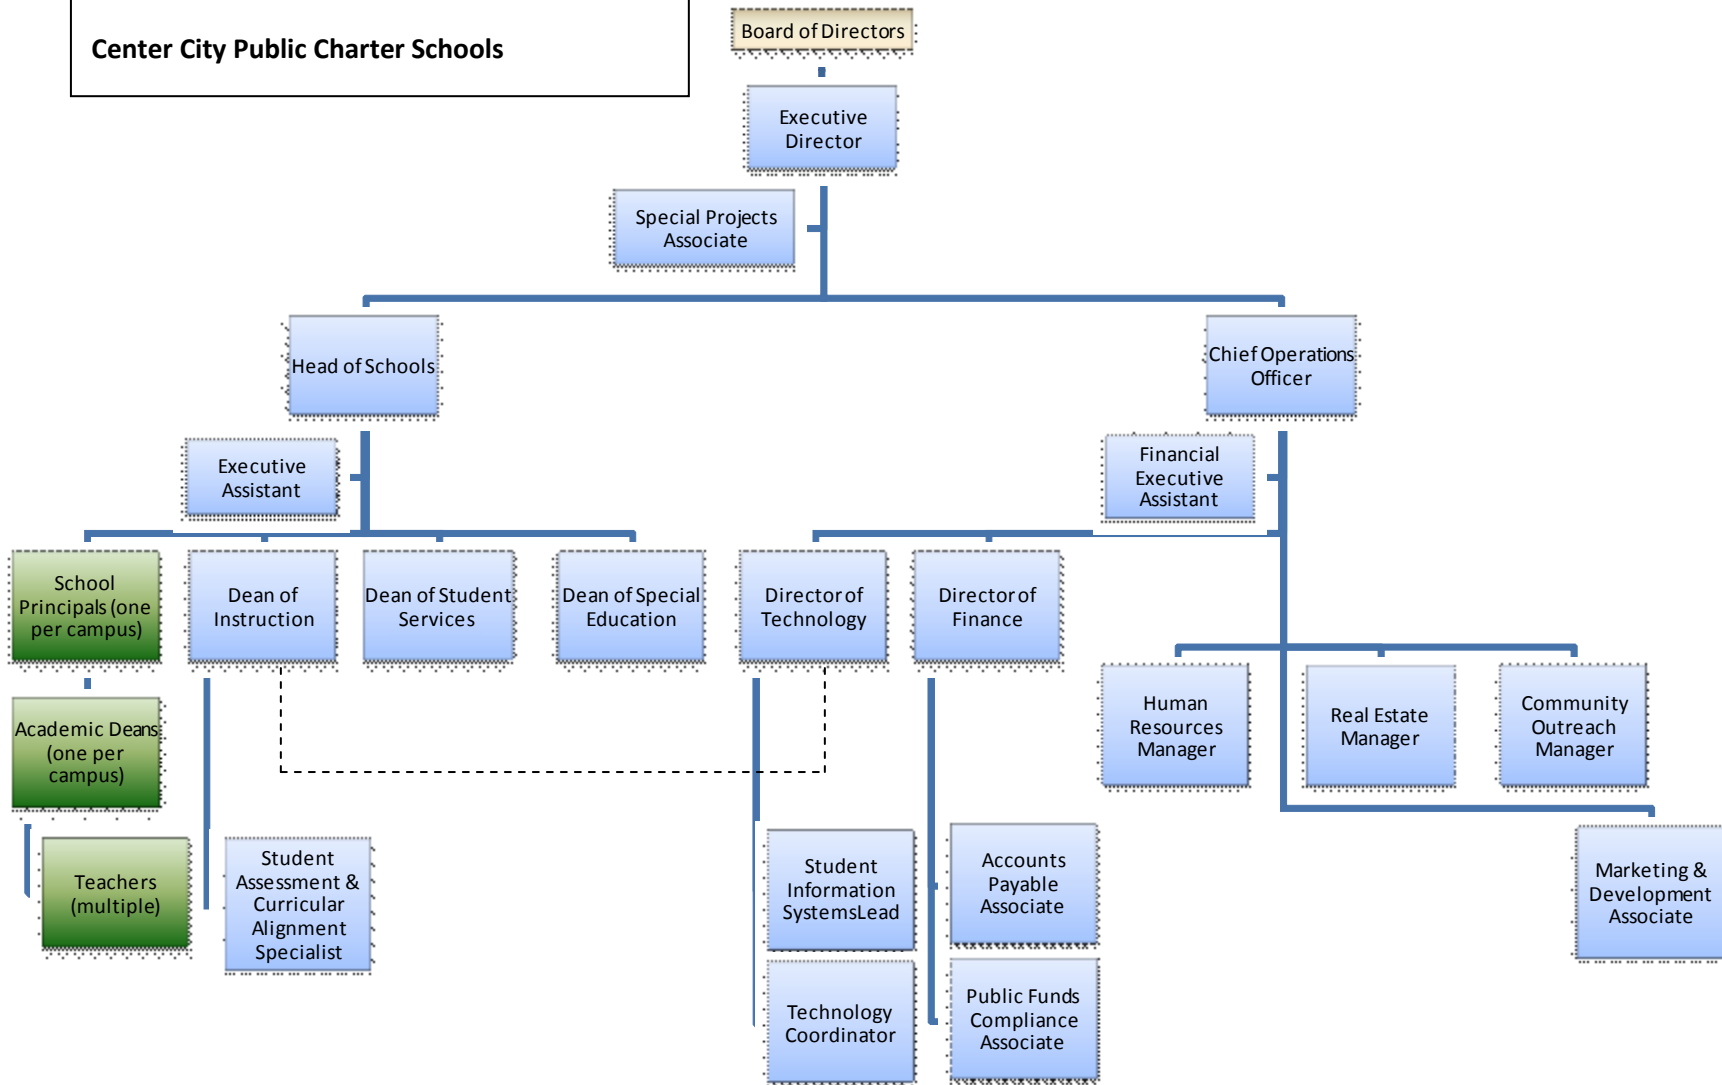 Center City Public Charter Schools
Board of Directors
Executive
Director
Special Projects
Associate
Head of Schools
Chief Operations
Officer
Executive
Assistant
Financial
Executive
Assistant
School
Principals (one
per campus)
Dean of
Instruction
Dean of Student
Services
Dean of Special
Education
Director of
Technology
Director of
Finance
Human
Resources
Manager
Real Estate
Manager
Community
Outreach
Manager
Academic Deans
(one per
campus)
Teachers
(multiple)
Student
Assessment &
Curricular
Alignment
Specialist
Student
Information
SystemsLead
Accounts
Payable
Associate
Marketing &
Development
Associate
Technology
Coordinator
Public Funds
Compliance
Associate